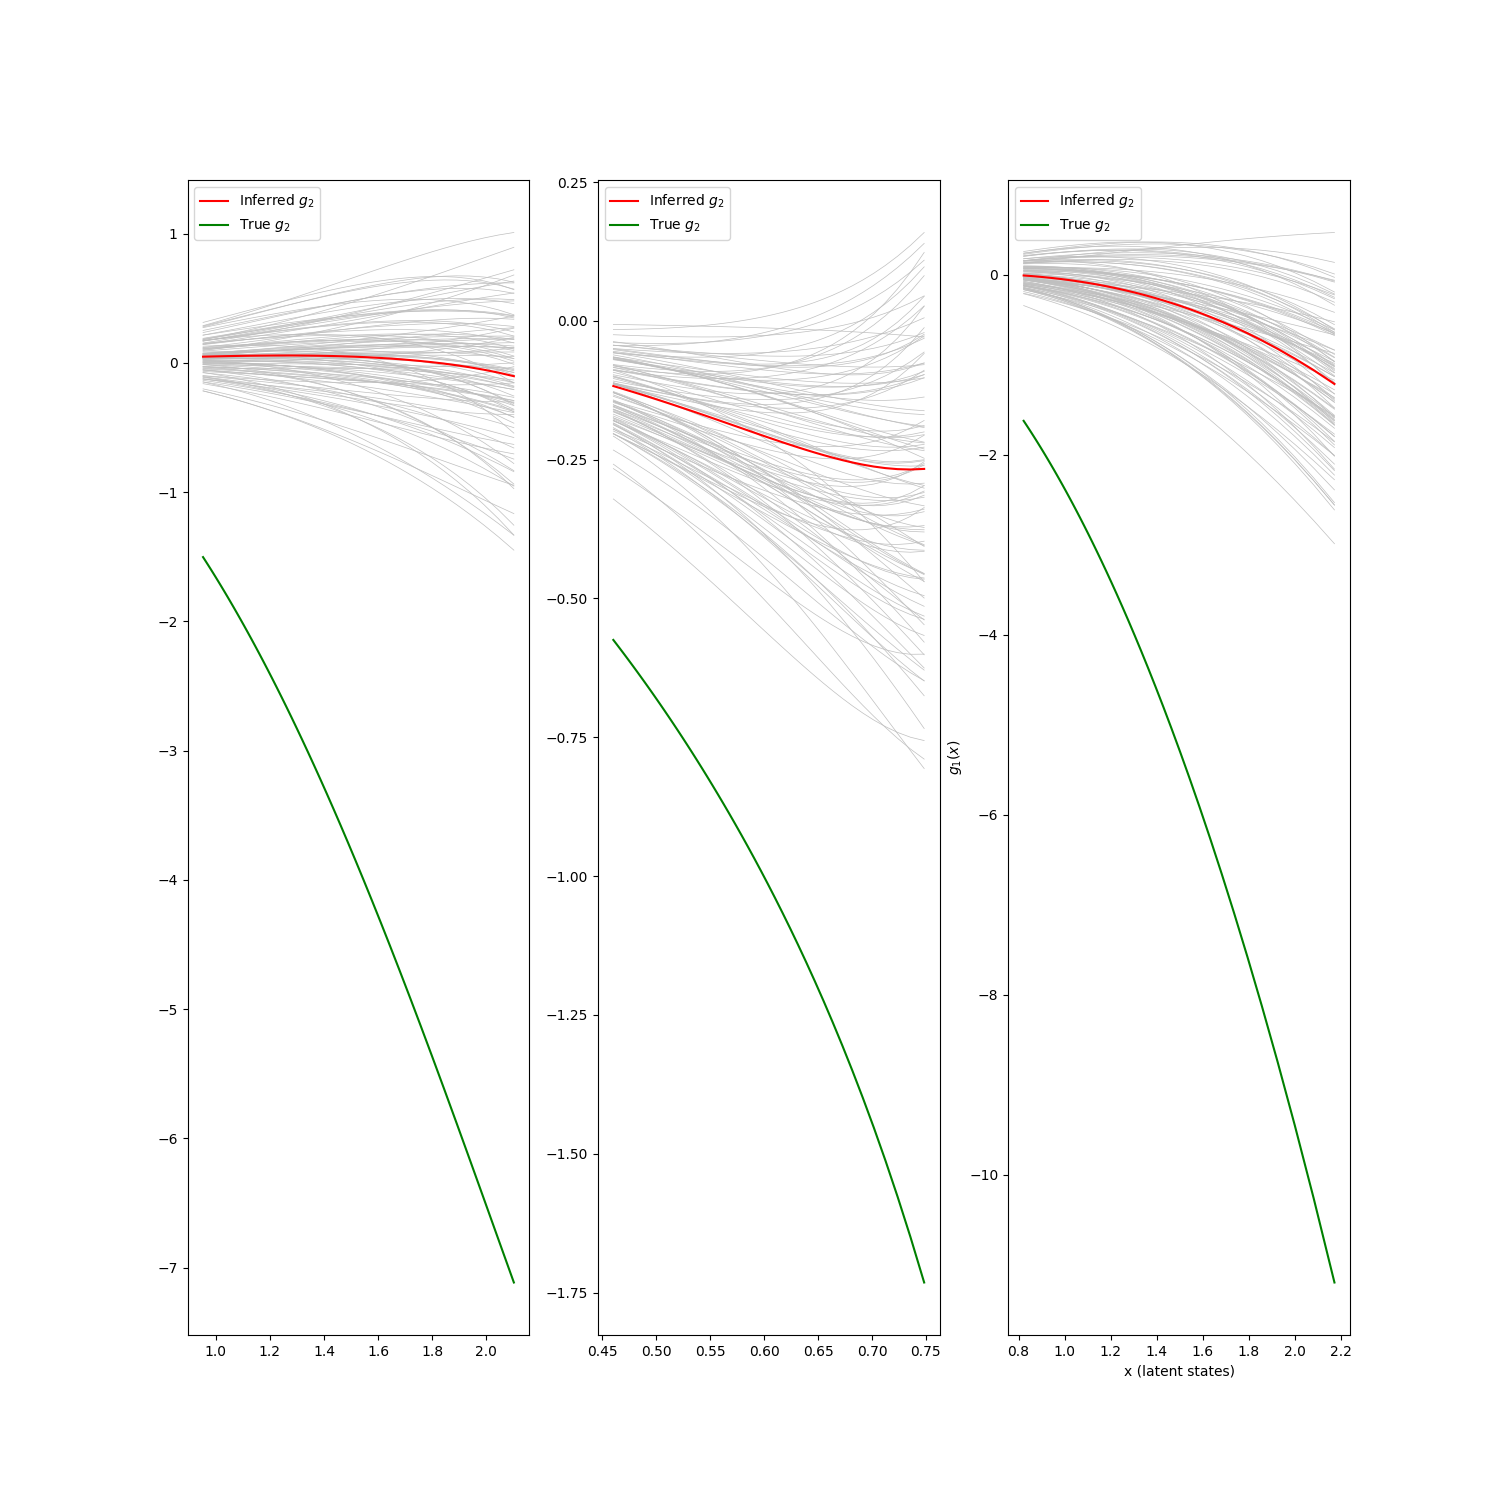 Inferred g₂
True g₂
1
0
−1
−2
−3
−4
−5
−6
−7
1.0 1.2 1.4 1.6 1.8 2.0
Inferred g₂
True g₂
0.25
0.00
−0.25
−0.50
−0.75
−1.00
−1.25
−1.50
−1.75
0.45 0.50 0.55 0.60 0.65 0.70 0.75
Inferred g₂
True g₂
g₁(x)
0
−2
−4
−6
−8
−10
0.8 1.0 1.2 1.4 1.6 1.8 2.0 2.2
x (latent states)